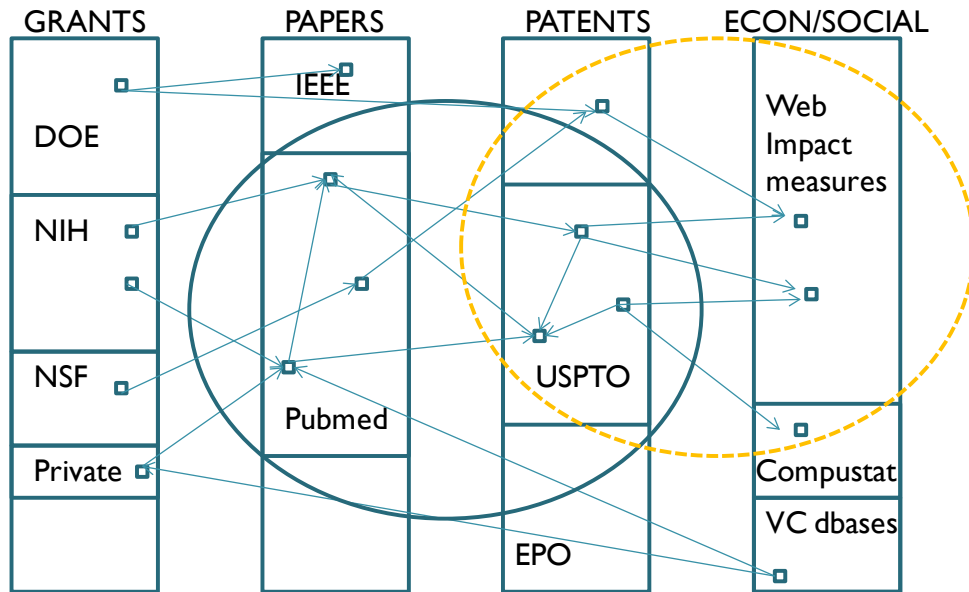 GRANTS
PAPERS
PATENTS
ECON/SOCIAL
DOE
NIH
NSF
Private
IEEE
Pubmed
USPTO
EPO
Web
Impact
measures
Compustat
VC dbases